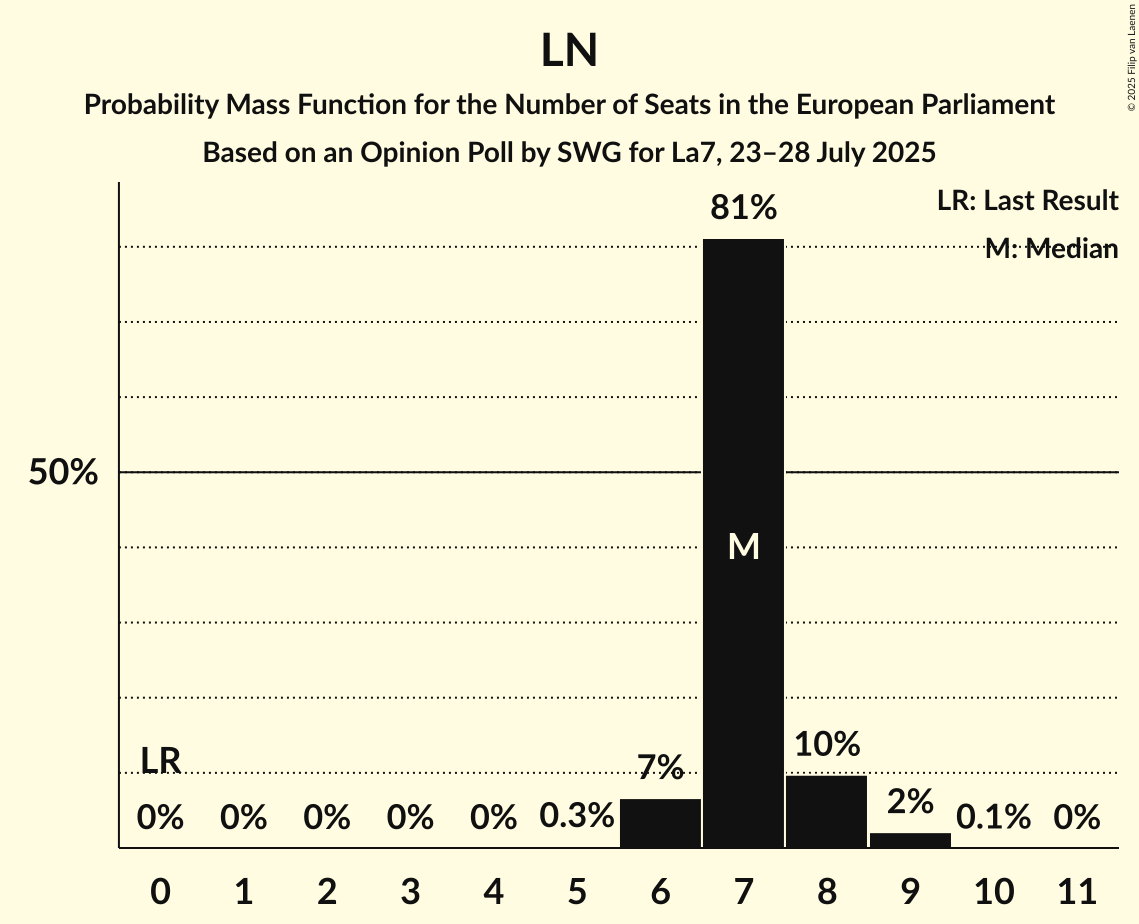 LN
Probability Mass Function for the Number of Seats in the European Parliament
Based on an Opinion Poll by SWG for La7, 23–28 July 2025
© 2025 Filip van Laenen
LR: Last Result
M: Median
81%
50%
M
LR
0% 0% 0% 0% 0% 0.3% 7% 10% 2% 0.1% 0%
0 1 2 3 4 5 6 7 8 9 10 11